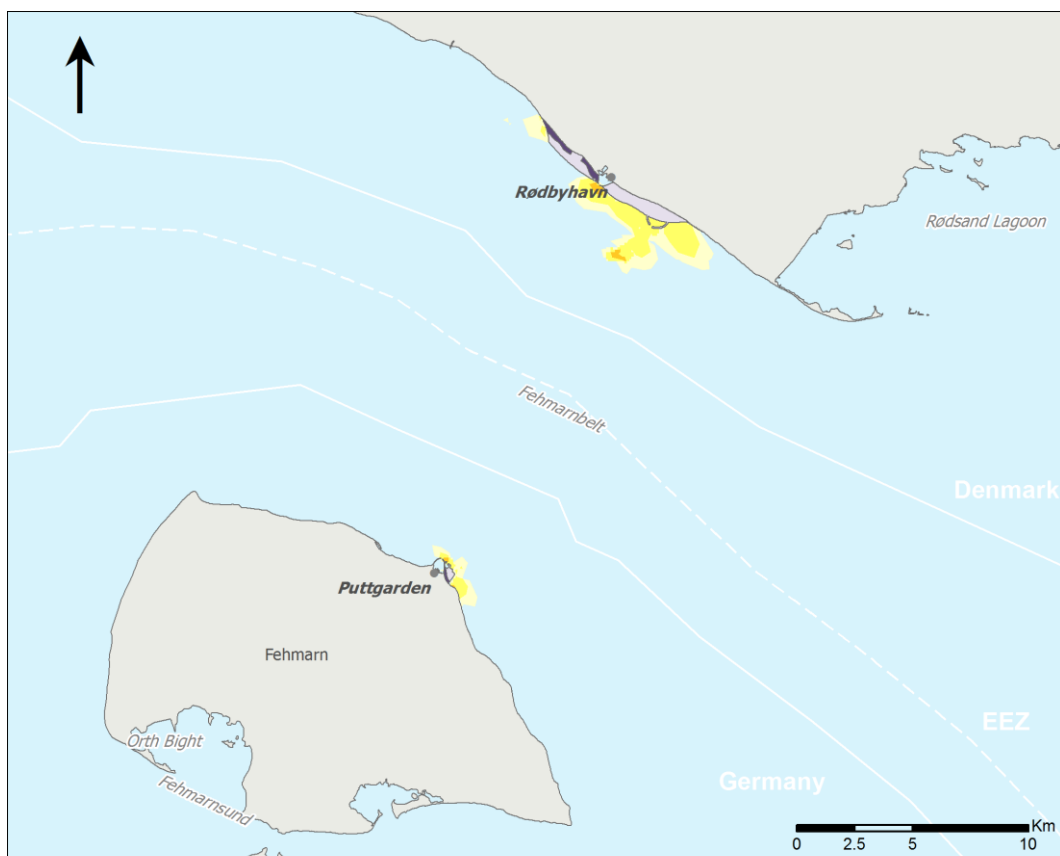 Rødbyhavn
Rødsand Lagoon
Fehmarnbelt
Denmark
Puttgarden
Fehmarn
EEZ
Orth Bight
Germany
Fehmarnsund
Km
0 2.5 5 10